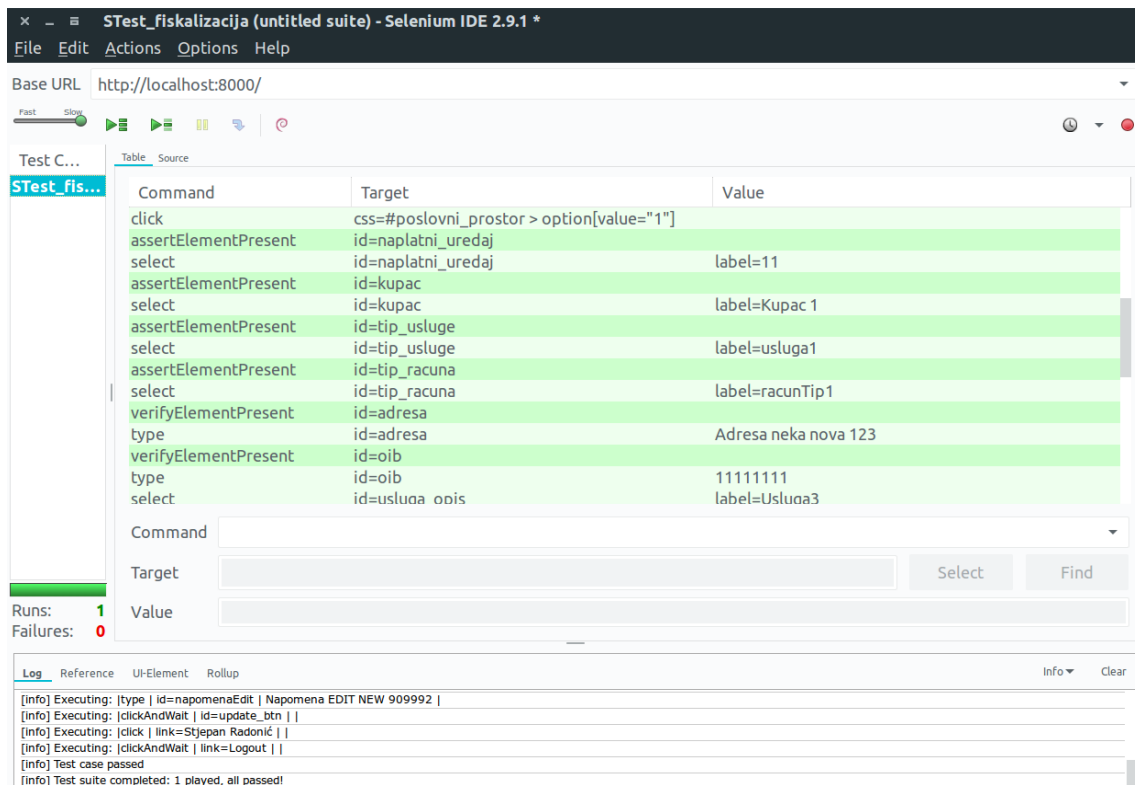 STest_fiskalizacija (untitled suite) - Selenium IDE 2.9.1 *
File Edit Actions Options Help
Base URL http://localhost:8000/
Fast Slow
Test C...
STest_fis...
Table Source
Command Target Value
click css=#poslovni_prostor > option[value="1"]
assertElementPresent id=naplatni_uredaj
select id=naplatni_uredaj label=11
assertElementPresent id=kupac
select id=kupac label=Kupac 1
assertElementPresent id=tip_usluge
select id=tip_usluge label=usluga1
assertElementPresent id=tip_racuna
select id=tip_racuna label=racunTip1
verifyElementPresent id=adresa
type id=adresa Adresa neka nova 123
verifyElementPresent id=oib
type id=oib 11111111
select id=usluga_opis label=Usluga3
Command
Target Select Find
Value
Runs: 1
Failures: 0
Log Reference UI-Element Rollup Info Clear
[info] Executing: |type | id=napomenaEdit | Napomena EDIT NEW 909992 |
[info] Executing: |clickAndWait | id=update_btn | |
[info] Executing: |click | link=Stjepan Radonić | |
[info] Executing: |clickAndWait | link=Logout | |
[info] Test case passed
[info] Test suite completed: 1 played, all passed!